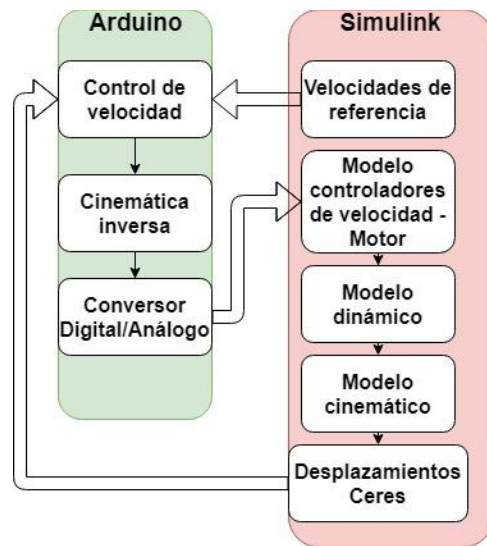 Arduino
Control de
velocidad
Cinemática
inversa
Conversor
Digital/Análogo
Simulink
Velocidades de
referencia
Modelo
controladores
de velocidad -
Motor
Modelo
dinámico
Modelo
cinemático
Desplazamientos
Ceres